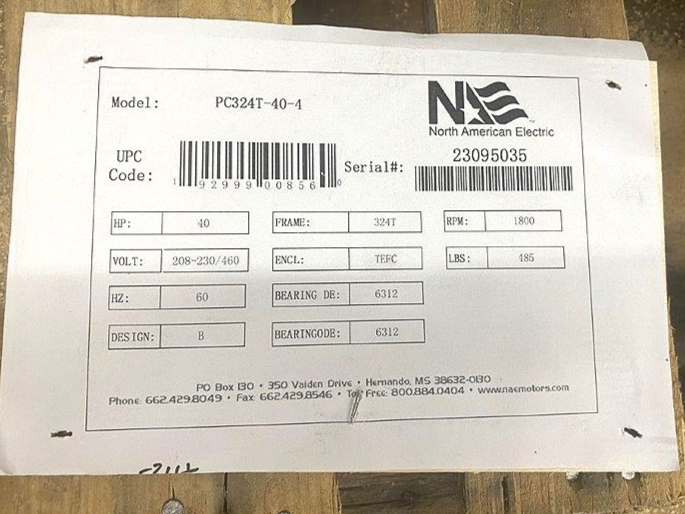 Model: PC324T-40-4
NAE
North American Electric
UPC Code: 1 92999 00856 0
Serial#: 23095035
HP: 40 FRAME: 324T RPM: 1800
VOLT: 208-230/460 ENCL: TEFC LBS: 485
HZ: 60 BEARING DE: 6312
DESIGN: B BEARINGODE: 6312
PO Box 130 • 350 Vaiden Drive • Hernando, MS 38632-0130
Phone: 662.429.8049 • Fax: 662.429.8546 • Toll Free: 800.884.0404 • www.naemotors.com